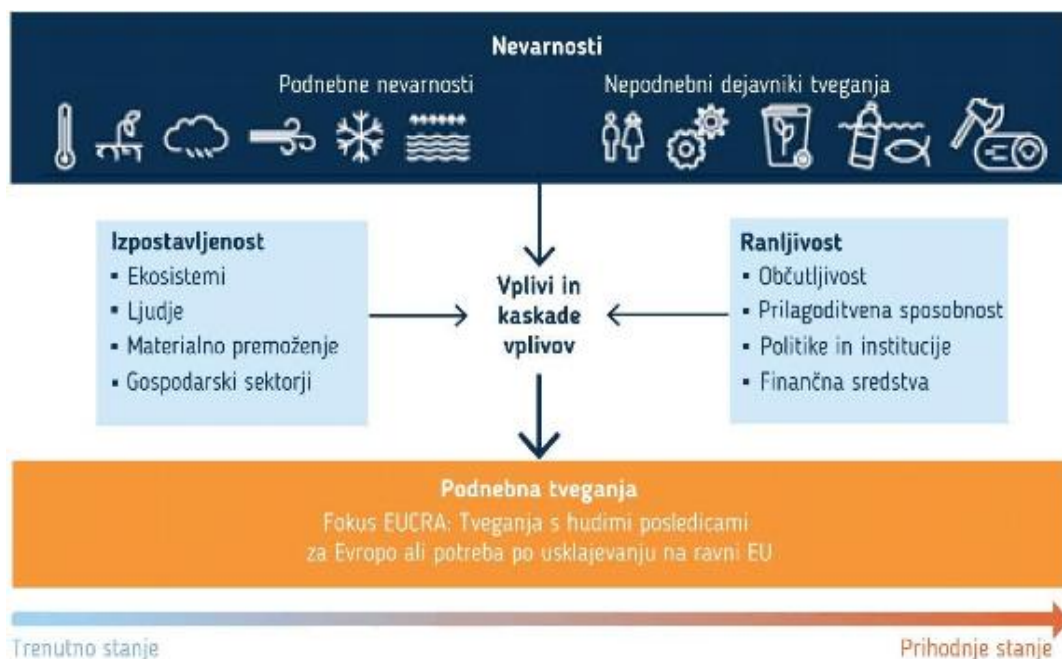 Nevarnosti
Podnebne nevarnosti
Nepodnebni dejavniki tveganja
Izpostavljenost
▪ Ekosistemi
▪ Ljudje
▪ Materialno premoženje
▪ Gospodarski sektorji
Vplivi in
kaskade
vplivov
Ranljivost
▪ Občutljivost
▪ Prilagoditvena sposobnost
▪ Politike in institucije
▪ Finančna sredstva
Podnebna tveganja
Fokus EUCRA: Tveganja s hudimi posledicami
za Evropo ali potreba po usklajevanju na ravni EU
Trenutno stanje
Prihodnje stanje